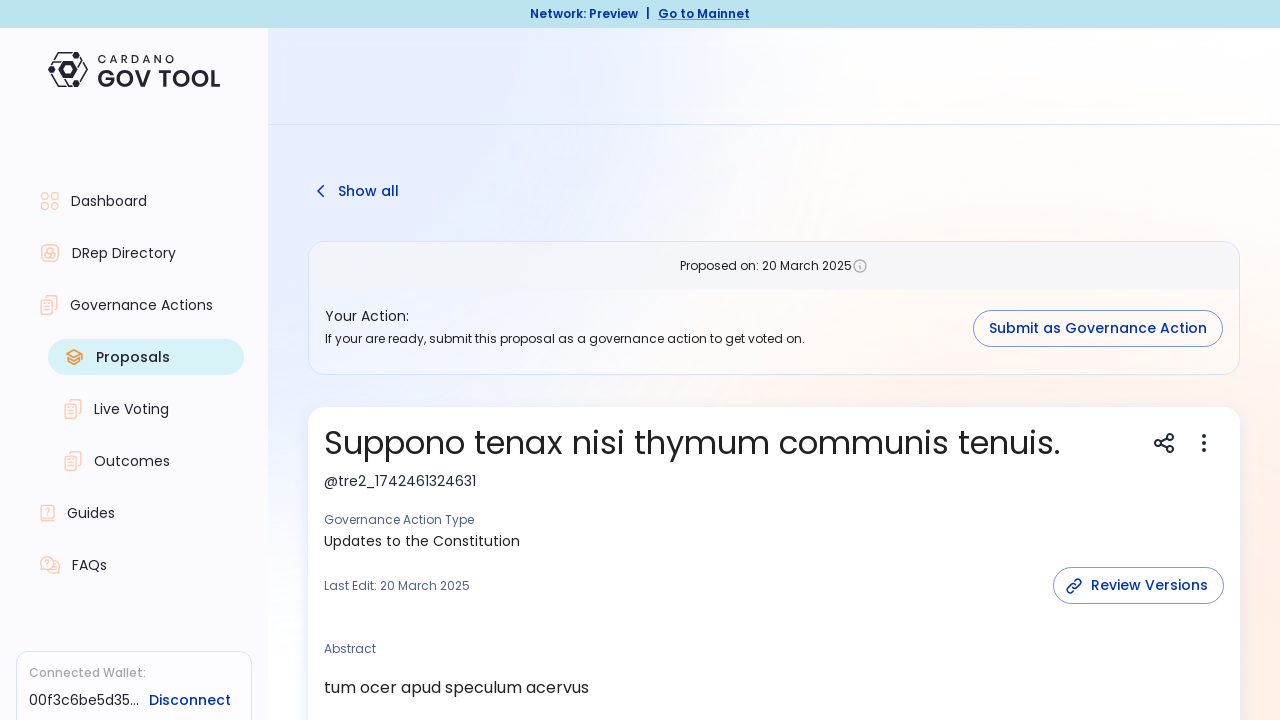 Network: Preview | Go to Mainnet
CARDANO
GOV TOOL
Dashboard
DRep Directory
Governance Actions
Proposals
Live Voting
Outcomes
Guides
FAQs
Connected Wallet:
00f3c6be5d35... Disconnect
Show all
Proposed on: 20 March 2025
Your Action:
If your are ready, submit this proposal as a governance action to get voted on.
Submit as Governance Action
Suppono tenax nisi thymum communis tenuis.
@tre2_1742461324631
Governance Action Type
Updates to the Constitution
Last Edit: 20 March 2025
Review Versions
Abstract
tum ocer apud speculum acervus